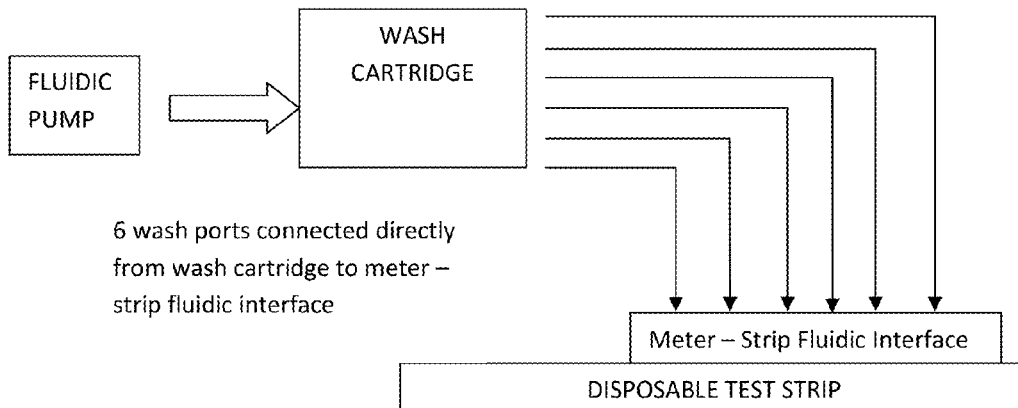 WASH
CARTRIDGE
FLUIDIC
PUMP
6 wash ports connected directly
from wash cartridge to meter –
strip fluidic interface
Meter – Strip Fluidic Interface
DISPOSABLE TEST STRIP